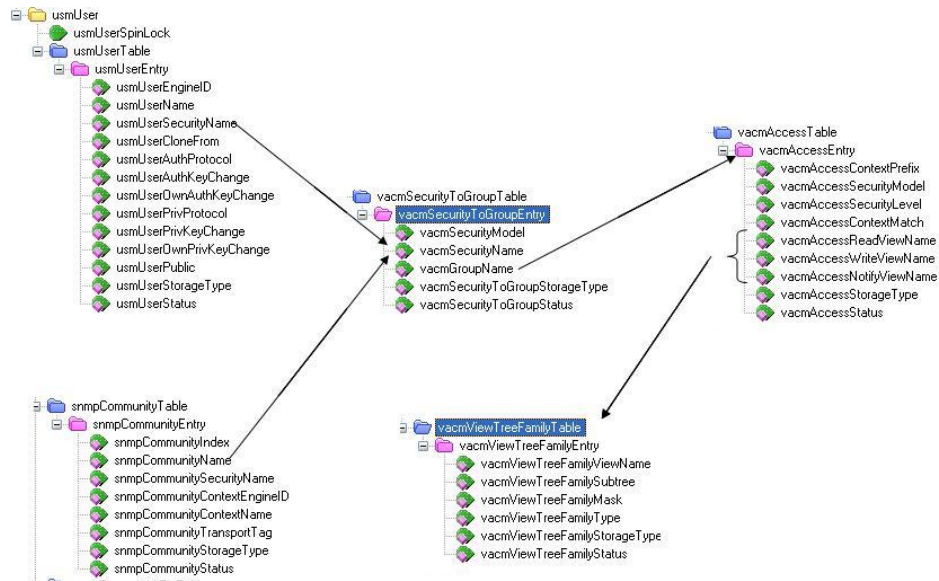 usmUser
usmUserSpinLock
usmUserTable
usmUserEntry
usmUserEngineID
usmUserName
usmUserSecurityName
usmUserCloneFrom
usmUserAuthProtocol
usmUserAuthKeyChange
usmUserOwnAuthKeyChange
usmUserPrivProtocol
usmUserPrivKeyChange
usmUserOwnPrivKeyChange
usmUserPublic
usmUserStorageType
usmUserStatus
vacmSecurityToGroupTable
vacmSecurityToGroupEntry
vacmSecurityModel
vacmSecurityName
vacmGroupName
vacmSecurityToGroupStorageType
vacmSecurityToGroupStatus
vacmAccessTable
vacmAccessEntry
vacmAccessContextPrefix
vacmAccessSecurityModel
vacmAccessSecurityLevel
vacmAccessContextMatch
vacmAccessReadViewName
vacmAccessWriteViewName
vacmAccessNotifyViewName
vacmAccessStorageType
vacmAccessStatus
snmpCommunityTable
snmpCommunityEntry
snmpCommunityIndex
snmpCommunityName
snmpCommunitySecurityName
snmpCommunityContextEngineID
snmpCommunityContextName
snmpCommunityTransportTag
snmpCommunityStorageType
snmpCommunityStatus
vacmViewTreeFamilyTable
vacmViewTreeFamilyEntry
vacmViewTreeFamilyViewName
vacmViewTreeFamilySubtree
vacmViewTreeFamilyMask
vacmViewTreeFamilyType
vacmViewTreeFamilyStorageType
vacmViewTreeFamilyStatus